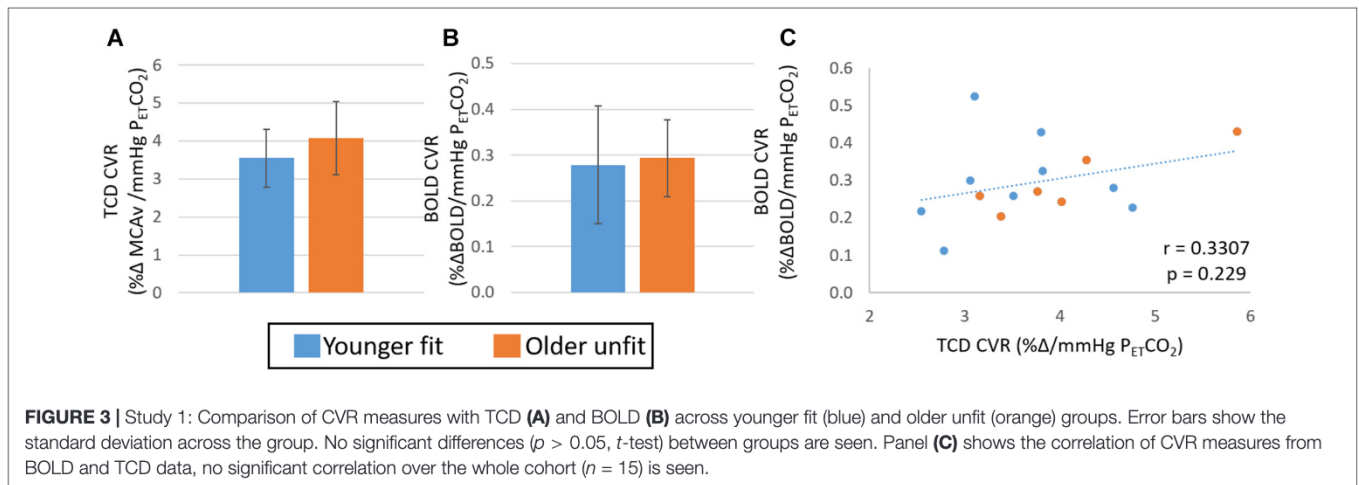 A
TCD CVR
(%Δ MCAv /mmHg PETCO2)
6
5
4
3
2
1
0
B
BOLD CVR
(%ΔBOLD/mmHg PETCO2)
0.5
0.4
0.3
0.2
0.1
0.0
Younger fit
Older unfit
C
BOLD CVR
(%ΔBOLD/mmHg PETCO2)
0.6
0.5
0.4
0.3
0.2
0.1
0.0
r = 0.3307
p = 0.229
2 3 4 5 6
TCD CVR (%Δ/mmHg PETCO2)
FIGURE 3 | Study 1: Comparison of CVR measures with TCD (A) and BOLD (B) across younger fit (blue) and older unfit (orange) groups. Error bars show the
standard deviation across the group. No significant differences (p > 0.05, t-test) between groups are seen. Panel (C) shows the correlation of CVR measures from
BOLD and TCD data, no significant correlation over the whole cohort (n = 15) is seen.